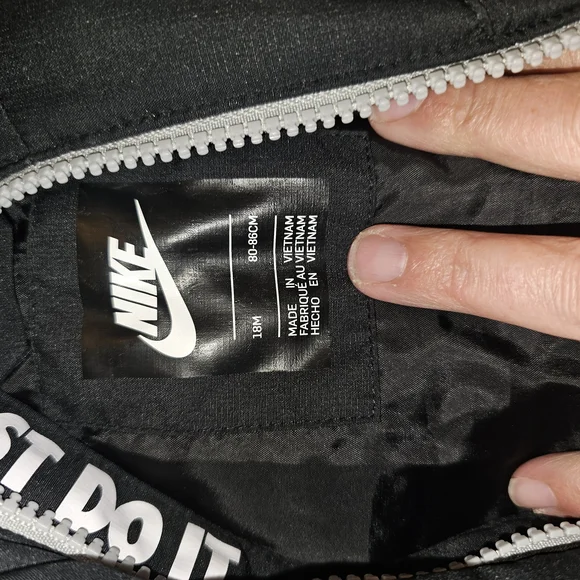 NIKE
18M 80-86CM
MADE IN VIETNAM
FABRIQUÉ AU VIETNAM
HECHO EN VIETNAM
ST DO IT